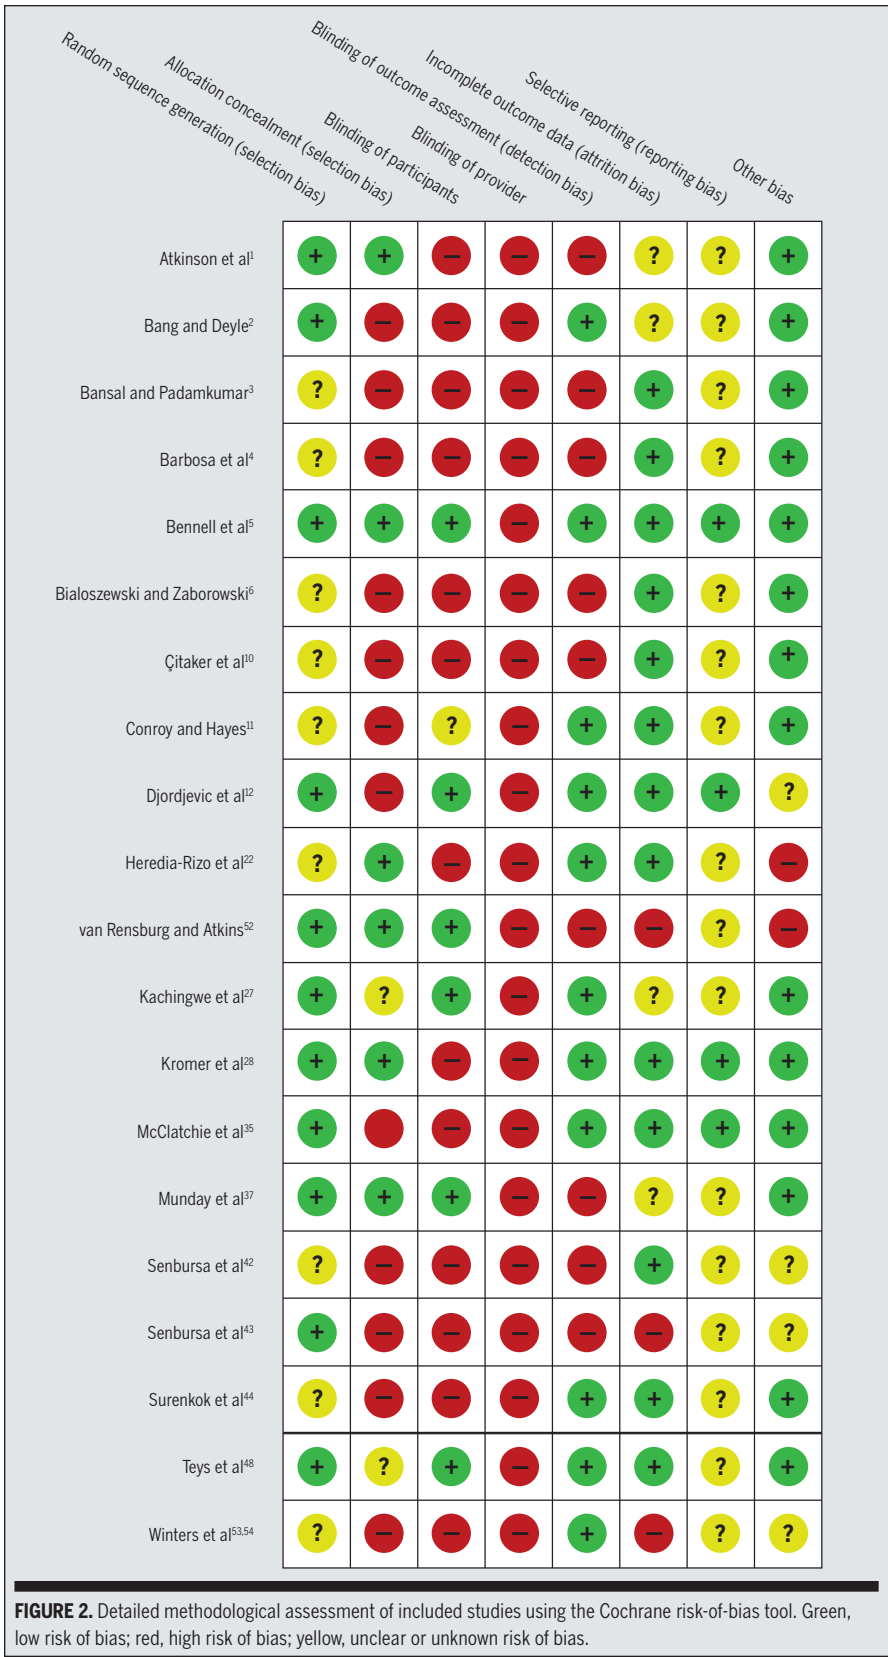 Random sequence generation (selection bias)
Allocation concealment (selection bias)
Blinding of participants
Blinding of provider
Blinding of outcome assessment (detection bias)
Incomplete outcome data (attrition bias)
Selective reporting (reporting bias)
Other bias
Atkinson et al¹ + + – – – ? ? +
Bang and Deyle² + – – – + ? ? +
Bansal and Padamkumar³ ? – – – – + ? +
Barbosa et al⁴ ? – – – – + ? +
Bennell et al⁵ + + + – + + + +
Bialoszewski and Zaborowski⁶ ? – – – – + ? +
Çitaker et al¹⁰ ? – – – – + ? +
Conroy and Hayes¹¹ ? – ? – + + ? +
Djordjevic et al¹² + – + – + + + ?
Heredia-Rizo et al²² ? + – – + + ? –
van Rensburg and Atkins⁵² + + + – – – ? –
Kachingwe et al²⁷ + ? + – + ? ? +
Kromer et al²⁸ + + – – + + + +
McClatchie et al³⁵ + – – + + + +
Munday et al³⁷ + + + – – ? ? +
Senbursa et al⁴² ? – – – – + ? ?
Senbursa et al⁴³ + – – – – – ? ?
Surenkok et al⁴⁴ ? – – – + + ? +
Teys et al⁴⁸ + ? + – + + ? +
Winters et al⁵³,⁵⁴ ? – – – + – ? ?
FIGURE 2. Detailed methodological assessment of included studies using the Cochrane risk-of-bias tool. Green,
low risk of bias; red, high risk of bias; yellow, unclear or unknown risk of bias.